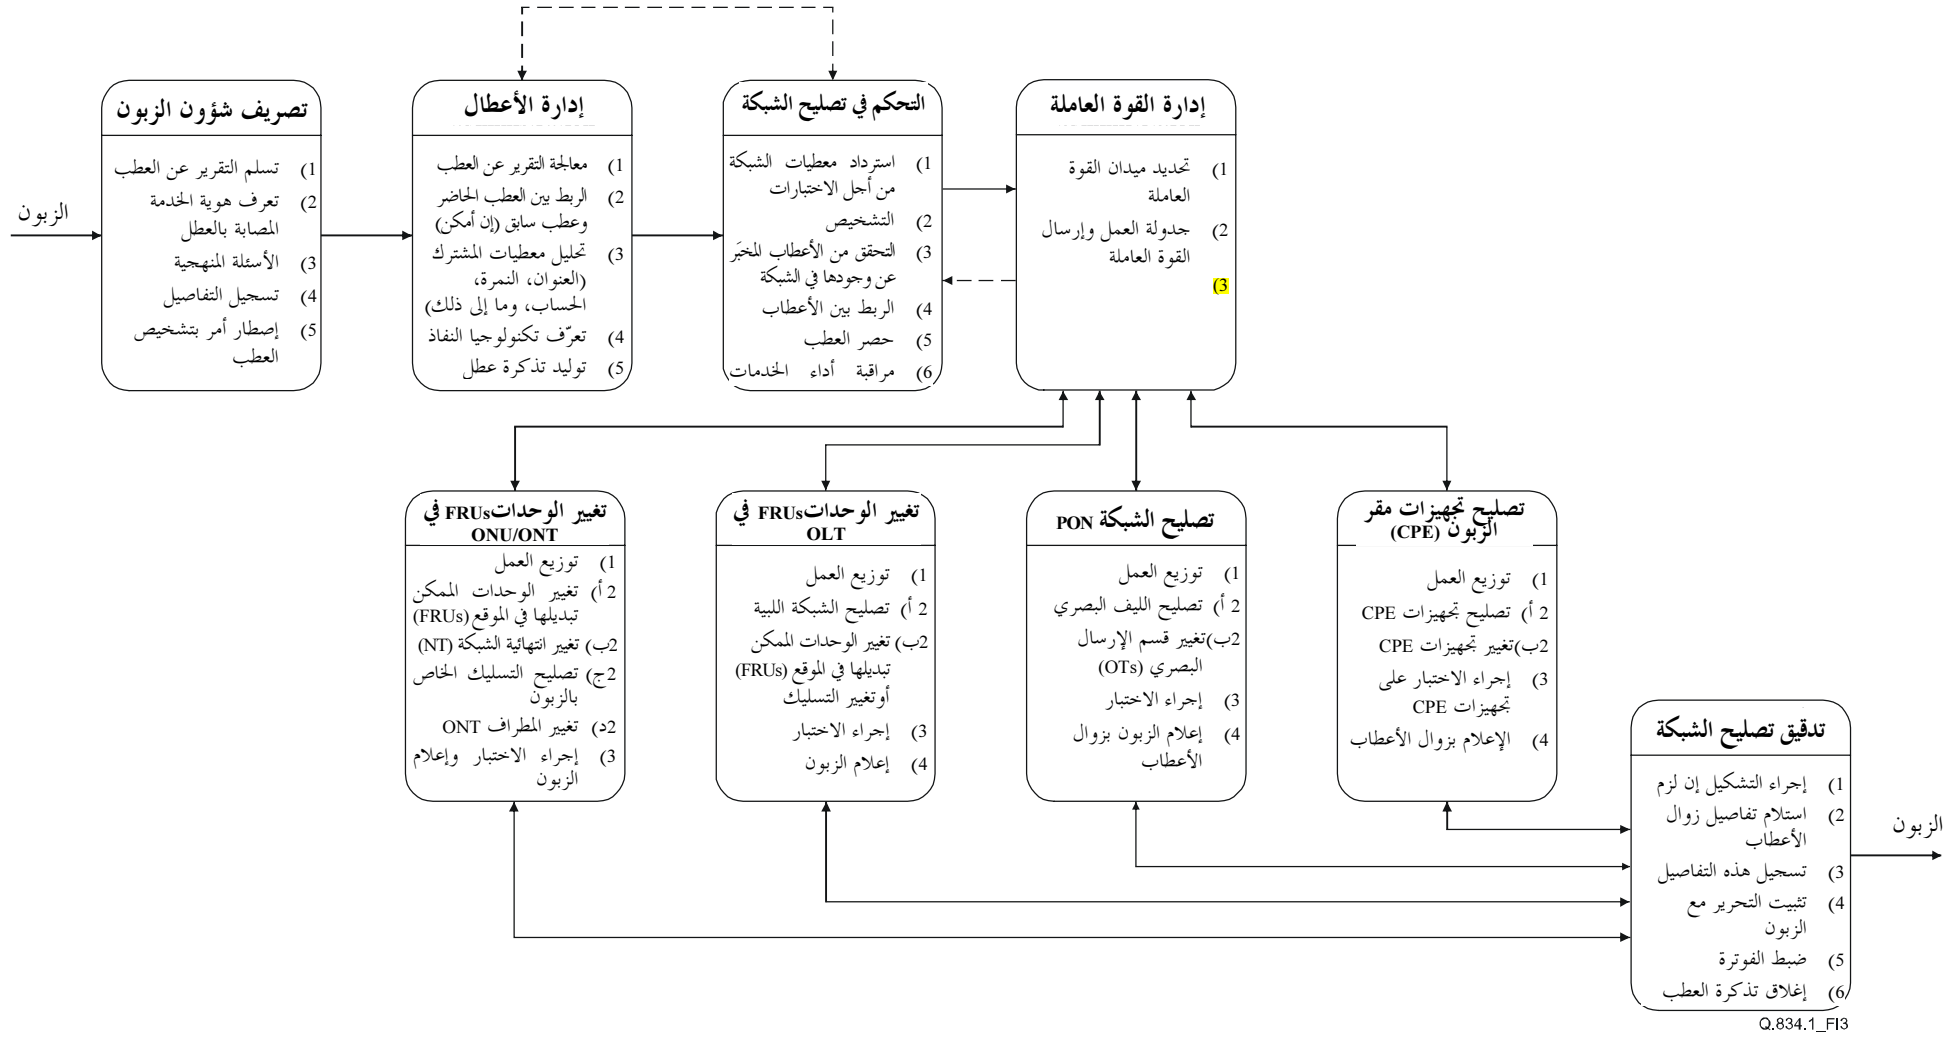 الزبون
تصريف شؤون الزبون
1) تسلم التقرير عن العطب
2) تعرف هوية الخدمة
المصابة بالعطل
3) الأسئلة المنهجية
4) تسجيل التفاصيل
5) إصطار أمر بتشخيص
العطب
إدارة الأعطال
1) معالجة التقرير عن العطب
2) الربط بين العطب الحاضر
وعطب سابق (إن أمكن)
3) تحليل معطيات المشترك
(العنوان، النمرة،
الحساب، وما إلى ذلك)
4) تعرّف تكنولوجيا النفاذ
5) توليد تذكرة عطل
التحكم في تصليح الشبكة
1) استرداد معطيات الشبكة
من أجل الاختبارات
2) التشخيص
3) التحقق من الأعطاب المخبَر
عن وجودها في الشبكة
4) الربط بين الأعطاب
5) حصر العطب
6) مراقبة أداء الخدمات
إدارة القوة العاملة
1) تحديد ميدان القوة
العاملة
2) جدولة العمل وإرسال
القوة العاملة
3)
تغيير الوحدات FRUs في
ONU/ONT
1) توزيع العمل
2 أ) تغيير الوحدات الممكن
تبديلها في الموقع (FRUs)
2ب) تغيير انتهائية الشبكة (NT)
2ج) تصليح التسليك الخاص
بالزبون
2د) تغيير المطراف ONT
3) إجراء الاختبار وإعلام
الزبون
تغيير الوحدات FRUs في
OLT
1) توزيع العمل
2 أ) تصليح الشبكة اللبية
2ب) تغيير الوحدات الممكن
تبديلها في الموقع (FRUs)
أو تغيير التسليك
3) إجراء الاختبار
4) إعلام الزبون
تصليح الشبكة PON
1) توزيع العمل
2 أ) تصليح الليف البصري
2ب) تغيير قسم الإرسال
البصري (OTs)
3) إجراء الاختبار
4) إعلام الزبون بزوال
الأعطاب
تصليح تجهيزات مقر
الزبون (CPE)
1) توزيع العمل
2 أ) تصليح تجهيزات CPE
2ب) تغيير تجهيزات CPE
3) إجراء الاختبار على
تجهيزات CPE
4) الإعلام بزوال الأعطاب
تدقيق تصليح الشبكة
1) إجراء التشكيل إن لزم
2) استلام تفاصيل زوال
الأعطاب
3) تسجيل هذه التفاصيل
4) تثبيت التحرير مع
الزبون
5) ضبط الفوترة
6) إغلاق تذكرة العطب
الزبون
Q.834.1_FI3